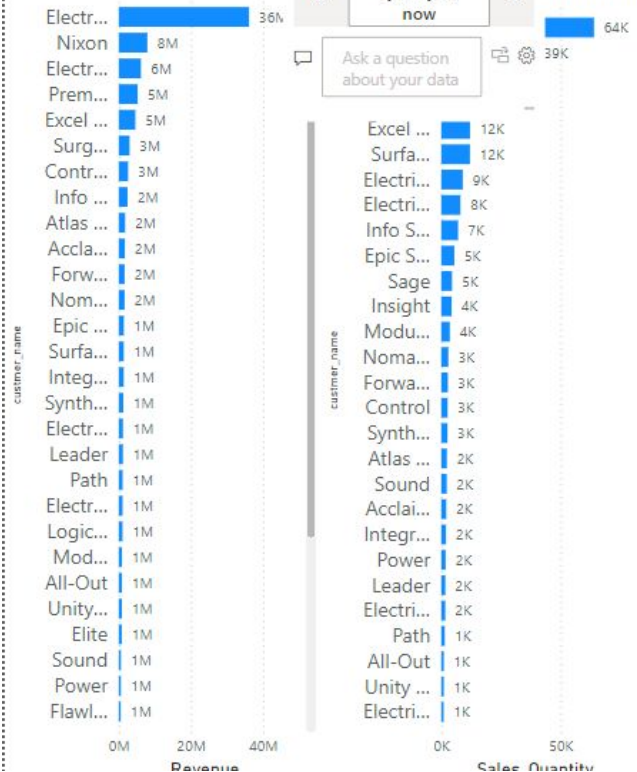 Electr... 36M
Nixon 8M
Electr... 6M
Prem... 5M
Excel ... 5M
Surg... 3M
Contr... 3M
Info ... 2M
Atlas ... 2M
Accla... 2M
Forw... 2M
Nom... 2M
Epic ... 1M
Surfa... 1M
Integ... 1M
Synth... 1M
Electr... 1M
Leader 1M
Path 1M
Electr... 1M
Logic... 1M
Mod... 1M
All-Out 1M
Unity... 1M
Elite 1M
Sound 1M
Power 1M
Flawl... 1M
custmer_name
0M 20M 40M
Revenue
now
64K
39K
Ask a question
about your data
Excel ... 12K
Surfa... 12K
Electri... 9K
Electri... 8K
Info S... 7K
Epic S... 5K
Sage 5K
Insight 4K
Modu... 4K
Noma... 3K
Forwa... 3K
Control 3K
Synth... 3K
Atlas ... 2K
Sound 2K
Acclai... 2K
Integr... 2K
Power 2K
Leader 2K
Electri... 2K
Path 1K
All-Out 1K
Unity ... 1K
Electri... 1K
custmer_name
0K 50K
Sales_Quantity